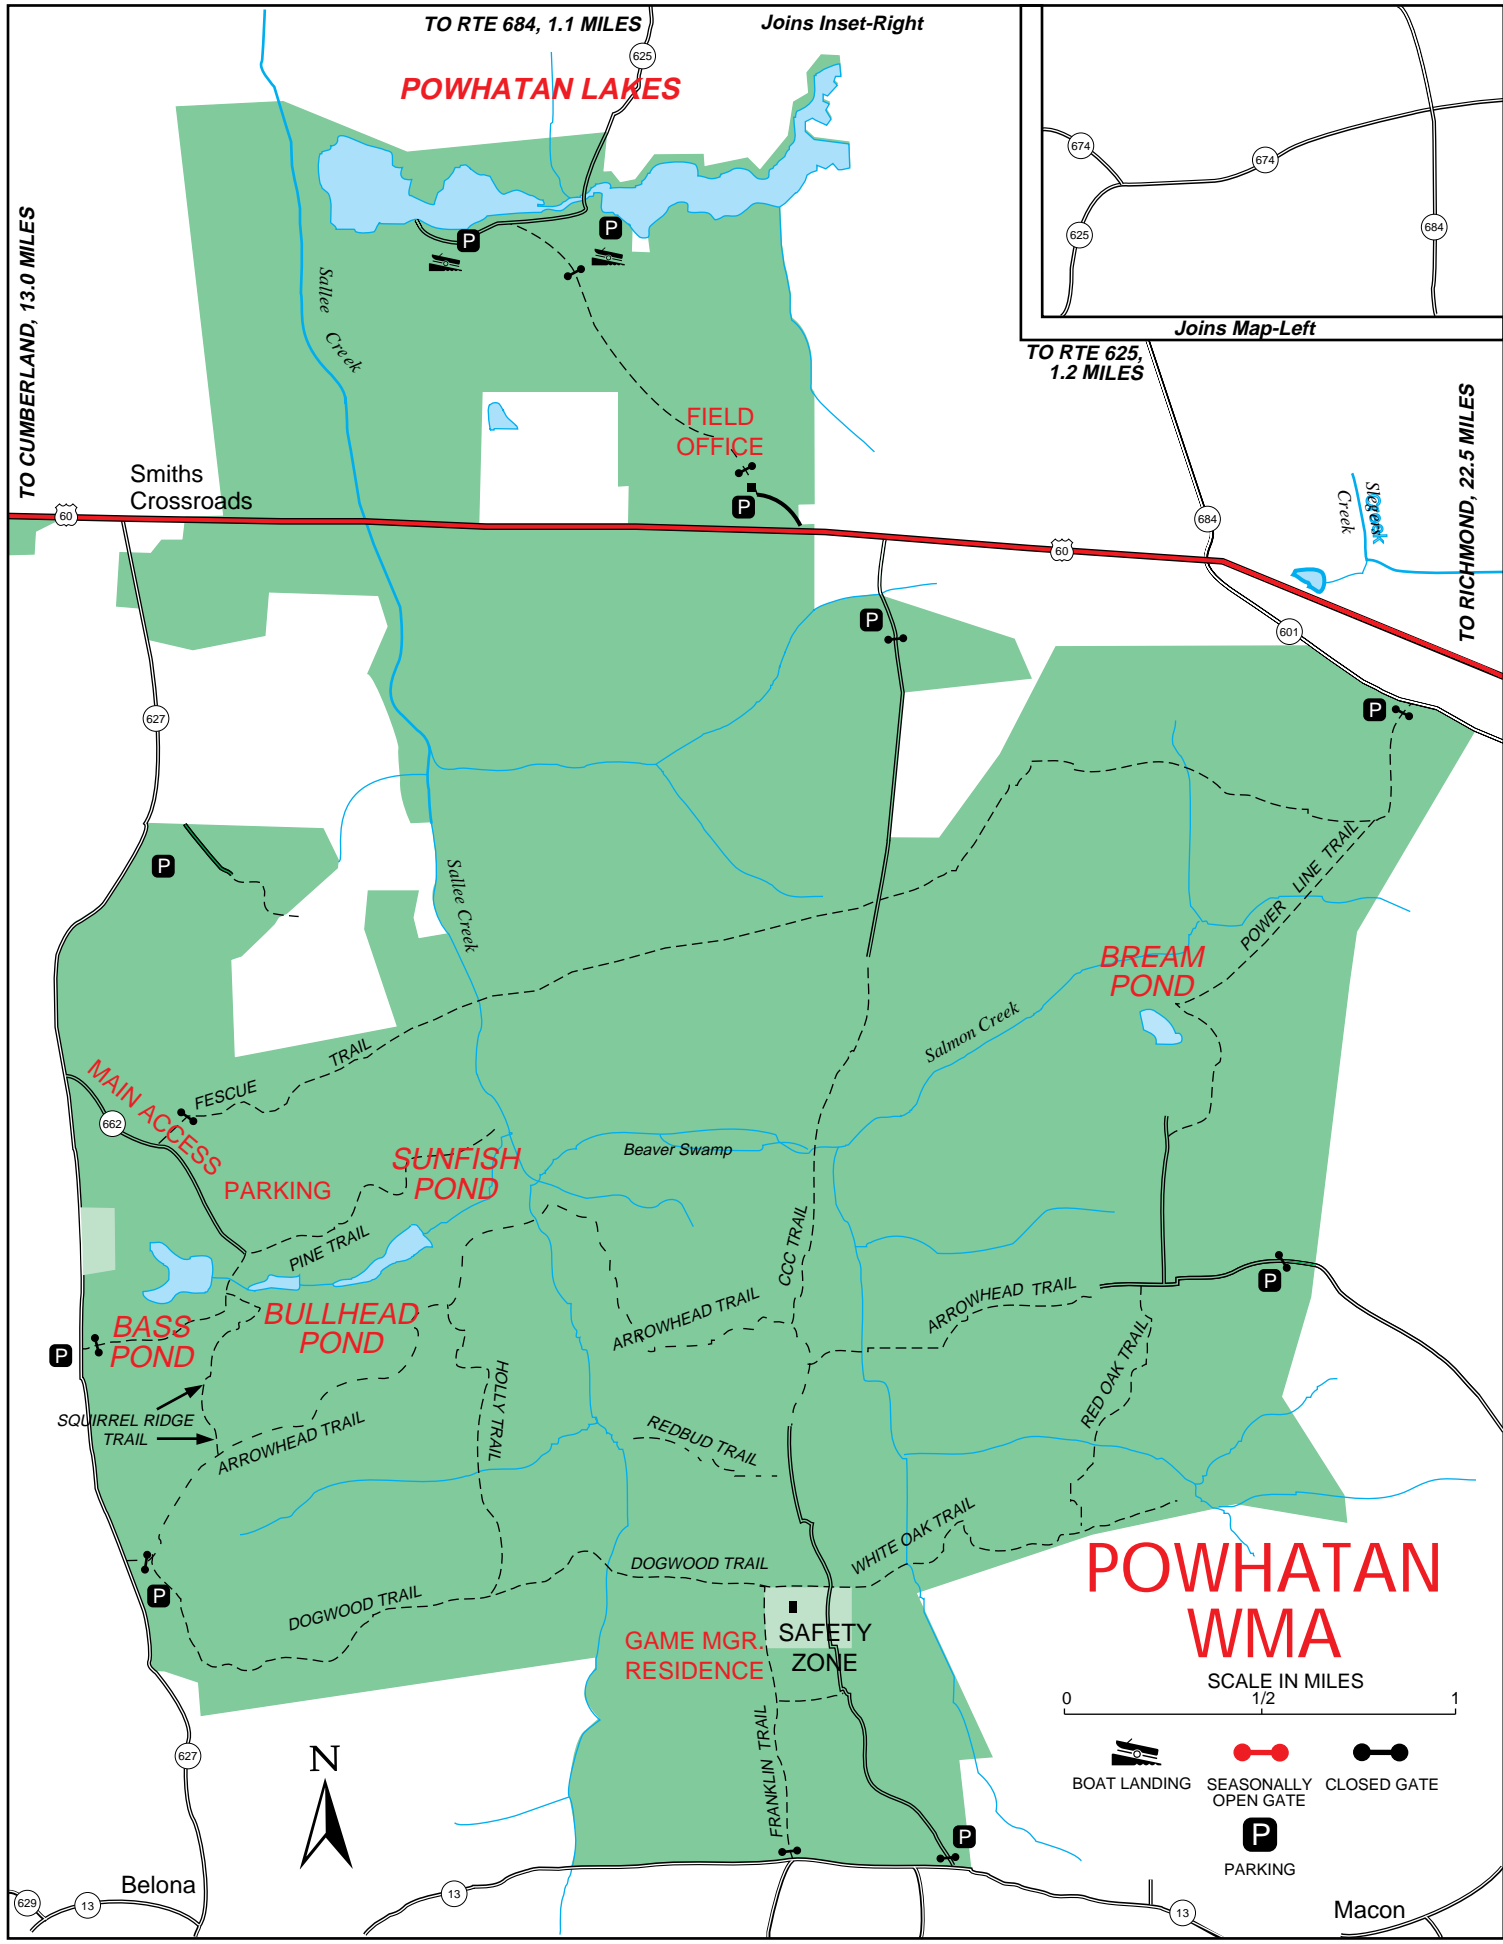 TO RTE 684, 1.1 MILES
Joins Inset-Right
625
POWHATAN LAKES
674
674
625
684
Joins Map-Left
TO RTE 625,
1.2 MILES
TO CUMBERLAND, 13.0 MILES
P
P
Sallee
Creek
FIELD
OFFICE
P
Smiths
Crossroads
60
60
684
Slegers
Creek
Creek
TO RICHMOND, 22.5 MILES
601
P
P
627
P
Sallee Creek
POWER LINE TRAIL
BREAM
POND
Salmon Creek
MAIN ACCESS
PARKING
662
FESCUE TRAIL
SUNFISH
POND
Beaver Swamp
PINE TRAIL
CCC TRAIL
BASS
POND
BULLHEAD
POND
ARROWHEAD TRAIL
ARROWHEAD TRAIL
P
P
RED OAK TRAIL
HOLLY TRAIL
SQUIRREL RIDGE
TRAIL
ARROWHEAD TRAIL
REDBUD TRAIL
WHITE OAK TRAIL
DOGWOOD TRAIL
DOGWOOD TRAIL
P
GAME MGR.
RESIDENCE
SAFETY
ZONE
FRANKLIN TRAIL
POWHATAN
WMA
SCALE IN MILES
0 1/2 1
BOAT LANDING
SEASONALLY
OPEN GATE
CLOSED GATE
P
PARKING
627
N
P
Belona
629
13
13
13
Macon